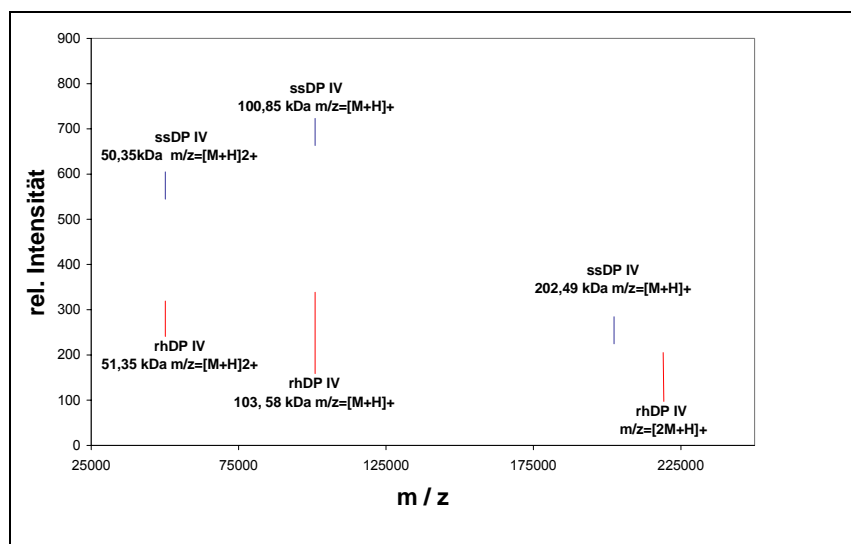 900
800
700
600
500
400
300
200
100
0
rel. Intensität
ssDP IV
100,85 kDa m/z=[M+H]+
ssDP IV
50,35kDa  m/z=[M+H]2+
ssDP IV
202,49 kDa m/z=[M+H]+
rhDP IV
51,35 kDa m/z=[M+H]2+
rhDP IV
103, 58 kDa m/z=[M+H]+
rhDP IV
m/z=[2M+H]+
25000 75000 125000 175000 225000
m / z